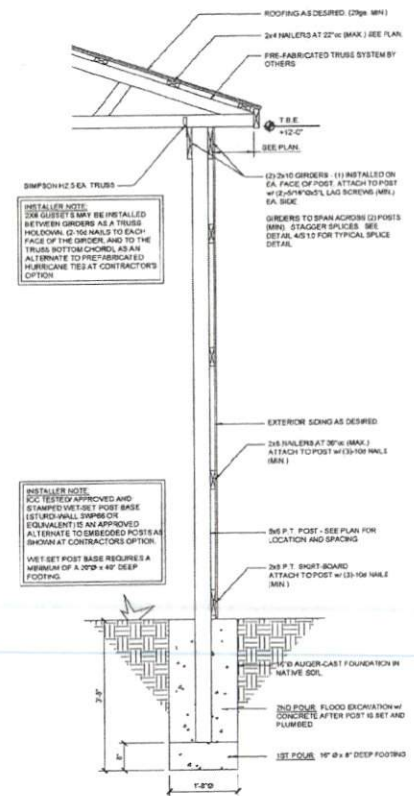 ROOFING AS DESIRED. (29ga. MIN.)
2x4 NAILERS AT 22"oc (MAX.) SEE PLAN.
PRE-FABRICATED TRUSS SYSTEM BY
OTHERS
T.B.E.
+12'-0"
SEE PLAN.
SIMPSON H2.5 EA. TRUSS
(2) 2x10 GIRDERS - (1) INSTALLED ON
EA. FACE OF POST. ATTACH TO POST
w/ (2)-5/16"Øx5"L LAG SCREWS (MIN.)
EA. SIDE
GIRDERS TO SPAN ACROSS (2) POSTS
(MIN). STAGGER SPLICES. SEE
DETAIL 4/S1.0 FOR TYPICAL SPLICE
DETAIL
INSTALLER NOTE:
2X6 GUSSETS MAY BE INSTALLED
BETWEEN GIRDERS AS A TRUSS
HOLDOWN, (2-10d NAILS TO EACH
FACE OF THE GIRDER, AND TO THE
TRUSS BOTTOM CHORD), AS AN
ALTERNATE TO PREFABRICATED
HURRICANE TIES AT CONTRACTOR'S
OPTION
EXTERIOR SIDING AS DESIRED
2x6 NAILERS AT 36"oc (MAX.)
ATTACH TO POST w/ (3)-10d NAILS
(MIN.)
INSTALLER NOTE:
ICC TESTED/ APPROVED AND
STAMPED WET-SET POST BASE
(STURDI-WALL SWP66 OR
EQUIVALENT) IS AN APPROVED
ALTERNATE TO EMBEDDED POSTS AS
SHOWN AT CONTRACTORS OPTION.
WET-SET POST BASE REQUIRES A
MINIMUM OF A 20"Ø x 40" DEEP
FOOTING.
6x6 P.T. POST - SEE PLAN FOR
LOCATION AND SPACING
2x8 P.T. SKIRT-BOARD
ATTACH TO POST w/ (3)-10d NAILS
(MIN.)
Ø AUGER-CAST FOUNDATION IN
NATIVE SOIL.
2ND POUR: FLOOD EXCAVATION w/
CONCRETE AFTER POST IS SET AND
PLUMBED
1ST POUR: 16" Ø x 8" DEEP FOOTING